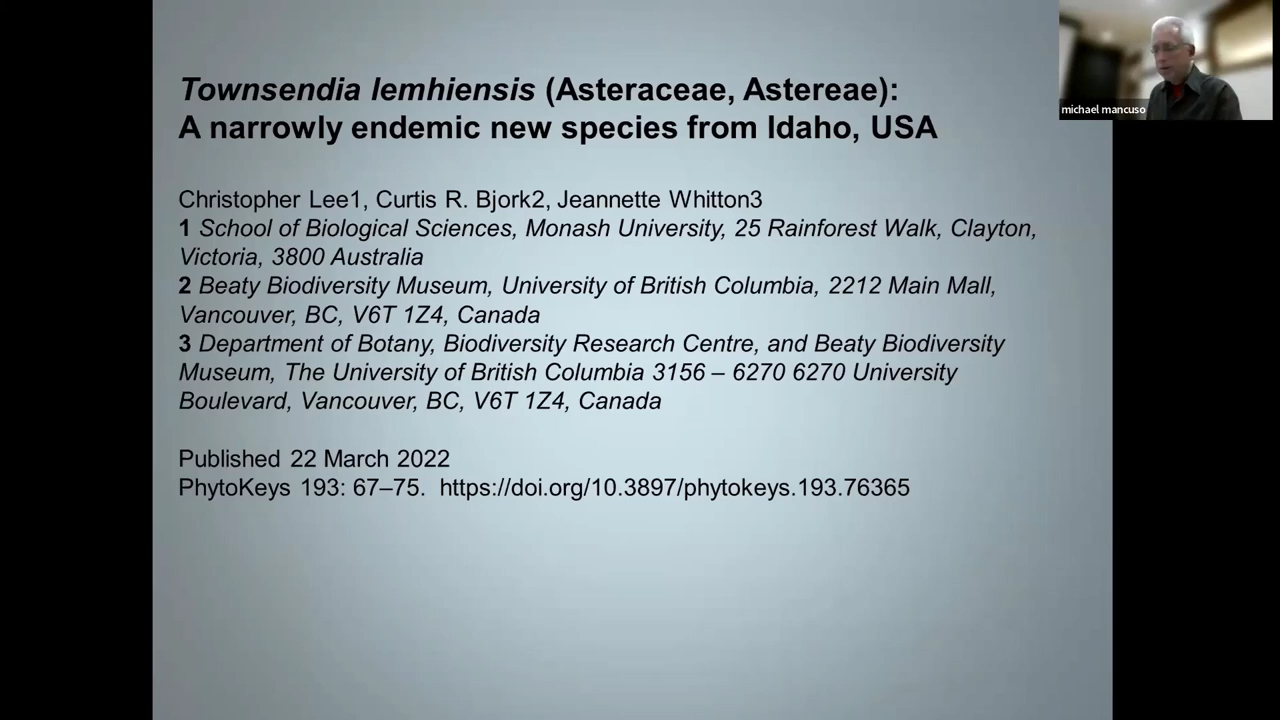 Townsendia lemhiensis (Asteraceae, Astereae):
A narrowly endemic new species from Idaho, USA
Christopher Lee1, Curtis R. Bjork2, Jeannette Whitton3
1 School of Biological Sciences, Monash University, 25 Rainforest Walk, Clayton,
Victoria, 3800 Australia
2 Beaty Biodiversity Museum, University of British Columbia, 2212 Main Mall,
Vancouver, BC, V6T 1Z4, Canada
3 Department of Botany, Biodiversity Research Centre, and Beaty Biodiversity
Museum, The University of British Columbia 3156 – 6270 6270 University
Boulevard, Vancouver, BC, V6T 1Z4, Canada
Published 22 March 2022
PhytoKeys 193: 67–75. https://doi.org/10.3897/phytokeys.193.76365
michael mancuso